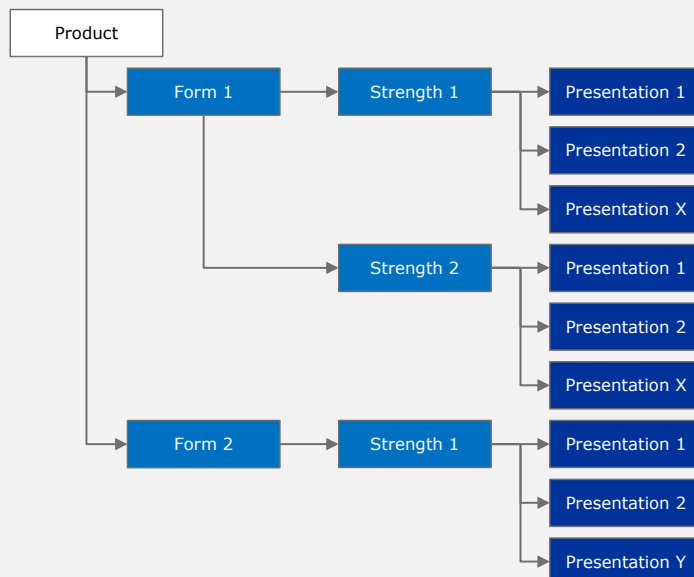 Product
Form 1
Strength 1
Presentation 1
Presentation 2
Presentation X
Strength 2
Presentation 1
Presentation 2
Presentation X
Form 2
Strength 1
Presentation 1
Presentation 2
Presentation Y